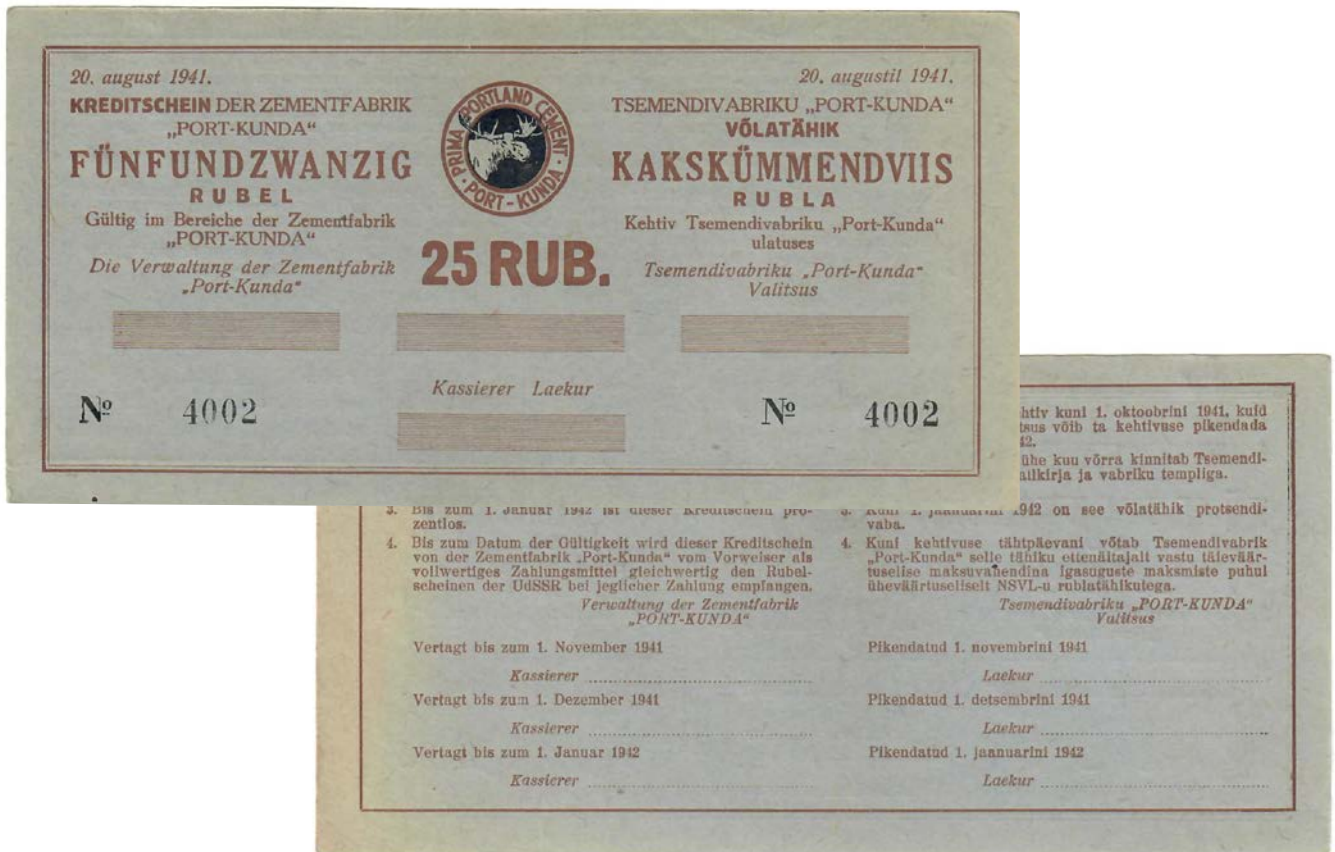 20. august 1941.
KREDITSCHEIN DER ZEMENTFABRIK
„PORT-KUNDA“
FÜNFUNDZWANZIG
RUBEL
Gültig im Bereiche der Zementfabrik
„PORT-KUNDA“
Die Verwaltung der Zementfabrik
„Port-Kunda“
PRIMA PORTLAND CEMENT
PORT-KUNDA
25 RUB.
20. augustil 1941.
TSEMENDIVABRIKU „PORT-KUNDA“
VÕLATÄHIK
KAKSKÜMMENDVIIS
RUBLA
Kehtiv Tsemendivabriku „Port-Kunda“
ulatuses
Tsemendivabriku „Port-Kunda“
Valitsus
Kassierer Laekur
№ 4002
№ 4002
3. Bis zum 1. Januar 1942 ist dieser Kreditschein pro-
zentlos.
4. Bis zum Datum der Gültigkeit wird dieser Kreditschein
von der Zementfabrik „Port-Kunda“ vom Vorweiser als
vollwertiges Zahlungsmittel gleichwertig den Rubel-
scheinen der UdSSR bei jeglicher Zahlung empfangen.
Verwaltung der Zementfabrik
„PORT-KUNDA“
Vertagt bis zum 1. November 1941
Kassierer
Vertagt bis zum 1. Dezember 1941
Kassierer
Vertagt bis zum 1. Januar 1942
Kassierer
kuni 1. oktoobrini 1941, kuid
võib ta kehtivuse pikendada
ühe kuu võrra kinnitab Tsemendi-
ja vabriku templiga.
3. Kuni 1. jaanuarini 1942 on see võlatähik protsendi-
vaba.
4. Kuni kehtivuse tähtpäevani võtab Tsemendivabrik
„Port-Kunda“ selle tähiku ettenäitajalt vastu täieväär-
tuselise maksuvahendina igasuguste maksmiste puhul
üheväärtuseliselt NSVL-u rublatähikutega.
Tsemendivabriku „PORT-KUNDA“
Valitsus
Pikendatud 1. novembrini 1941
Laekur
Pikendatud 1. detsembrini 1941
Laekur
Pikendatud 1. jaanuarini 1942
Laekur